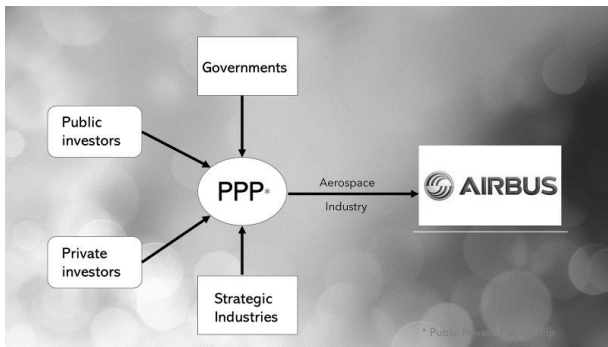 Governments
Public
investors
PPP*
Aerospace
Industry
AIRBUS
Private
investors
Strategic
Industries
* Public Private Partnership